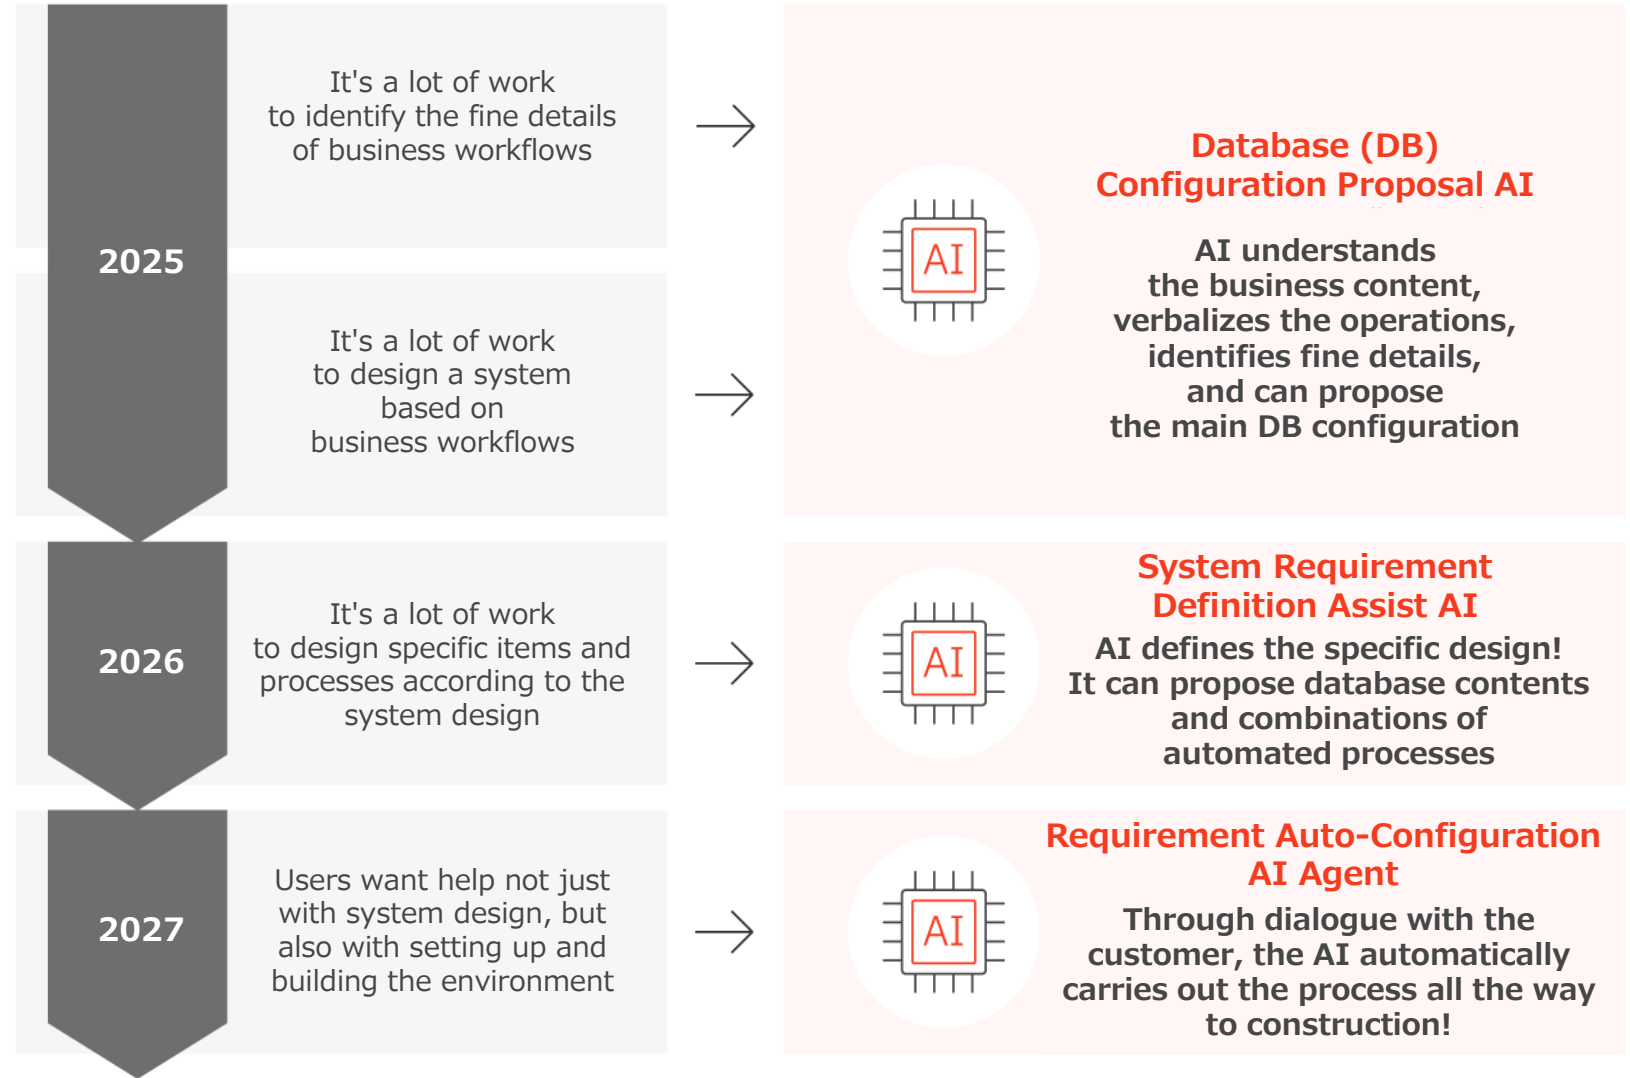 2025
It's a lot of work
to identify the fine details
of business workflows
It's a lot of work
to design a system
based on
business workflows
Database (DB)
Configuration Proposal AI
AI
AI understands
the business content,
verbalizes the operations,
identifies fine details,
and can propose
the main DB configuration
2026
It's a lot of work
to design specific items and
processes according to the
system design
System Requirement
Definition Assist AI
AI
AI defines the specific design!
It can propose database contents
and combinations of
automated processes
2027
Users want help not just
with system design, but
also with setting up and
building the environment
Requirement Auto-Configuration
AI Agent
AI
Through dialogue with the
customer, the AI automatically
carries out the process all the way
to construction!